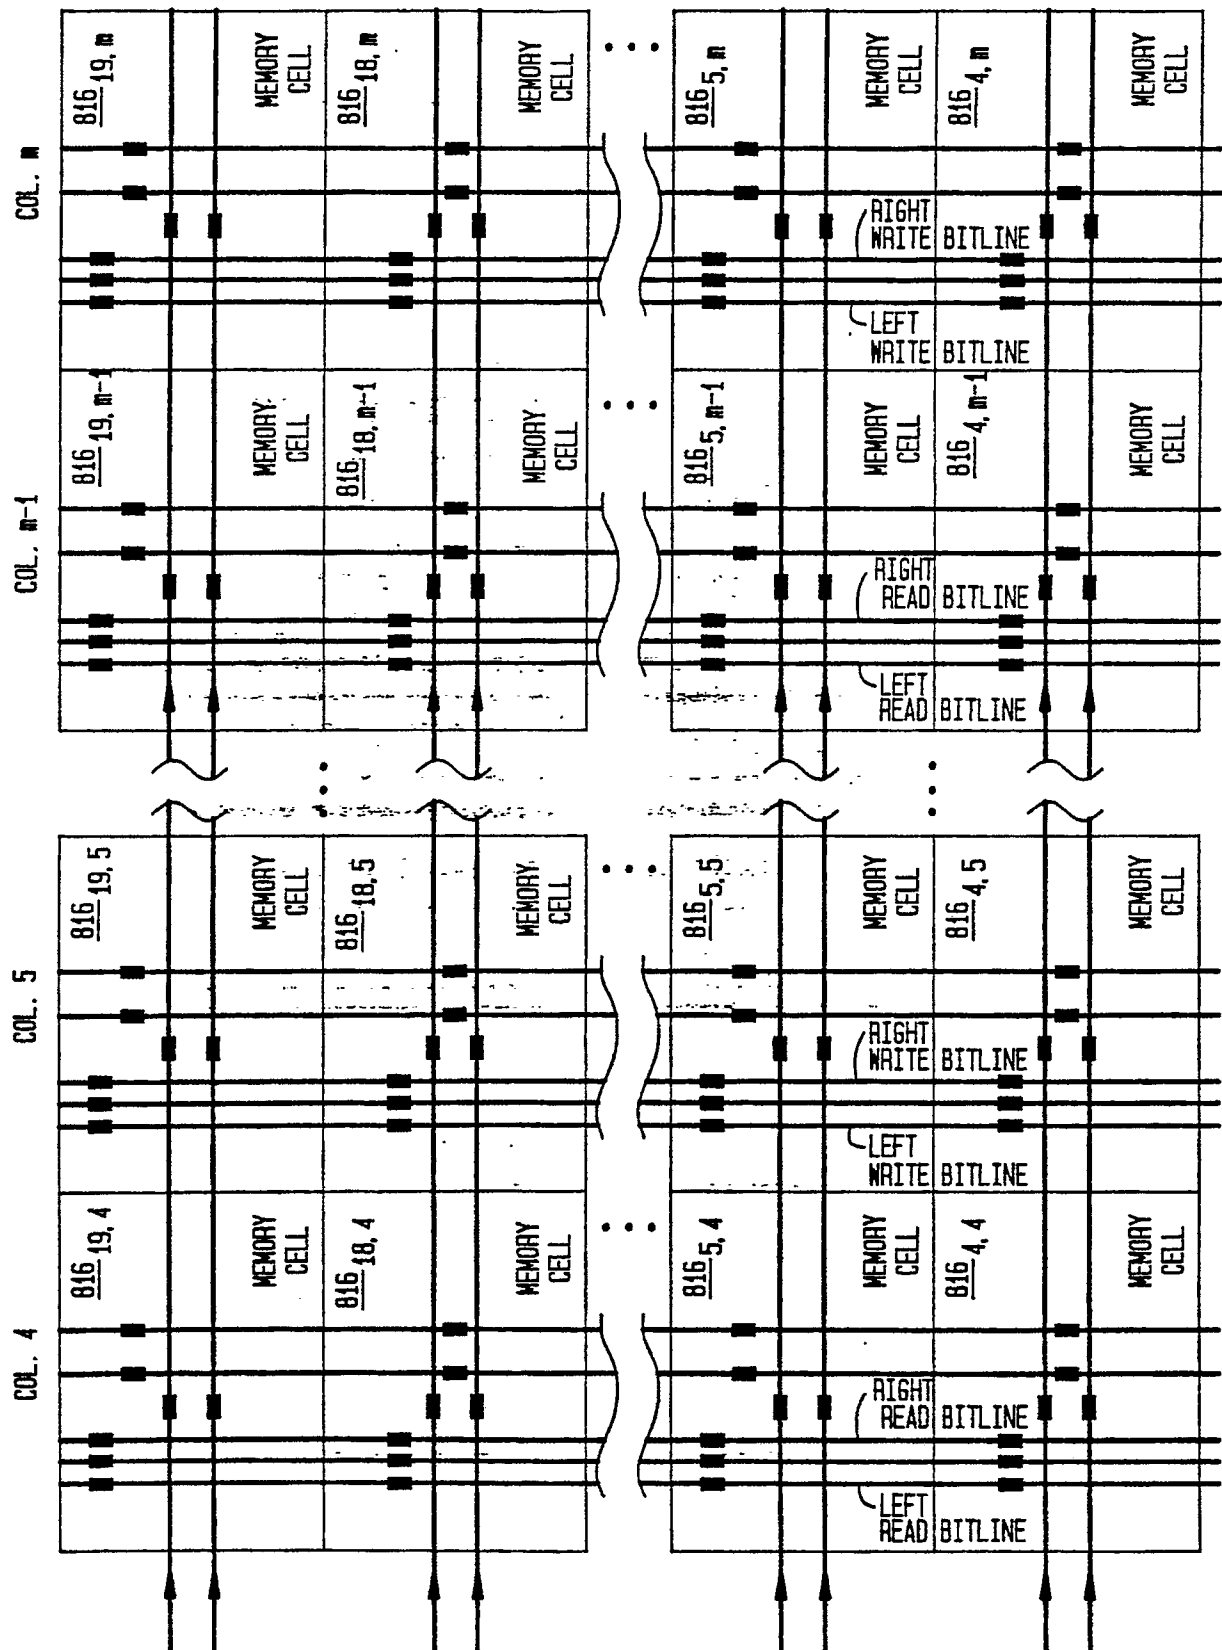 COL. m
816 19, m
MEMORY
CELL
816 18, m
MEMORY
CELL
816 5, m
MEMORY
CELL
816 4, m
MEMORY
CELL
RIGHT
WRITE BITLINE
LEFT
WRITE BITLINE
COL. m-1
816 19, m-1
MEMORY
CELL
816 18, m-1
MEMORY
CELL
816 5, m-1
MEMORY
CELL
816 4, m-1
MEMORY
CELL
RIGHT
READ BITLINE
LEFT
READ BITLINE
COL. 5
816 19, 5
MEMORY
CELL
816 18, 5
MEMORY
CELL
816 5, 5
MEMORY
CELL
816 4, 5
MEMORY
CELL
RIGHT
WRITE BITLINE
LEFT
WRITE BITLINE
COL. 4
816 19, 4
MEMORY
CELL
816 18, 4
MEMORY
CELL
816 5, 4
MEMORY
CELL
816 4, 4
MEMORY
CELL
RIGHT
READ BITLINE
LEFT
READ BITLINE